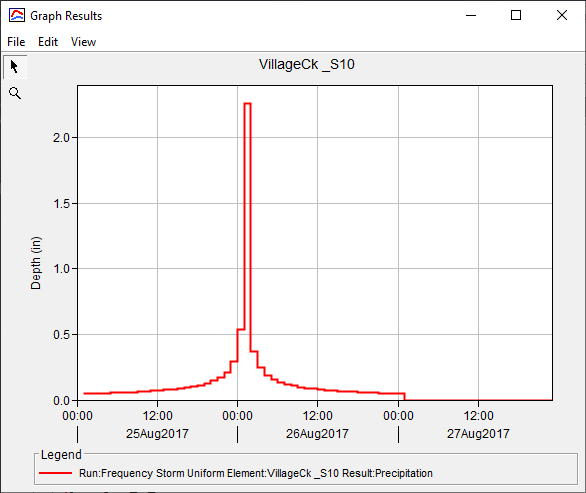 Graph Results
File Edit View
VillageCk _S10
Depth (in)
2.0
1.5
1.0
0.5
0.0
00:00 12:00 00:00 12:00 00:00 12:00
25Aug2017 26Aug2017 27Aug2017
Legend
Run:Frequency Storm Uniform Element:VillageCk _S10 Result:Precipitation